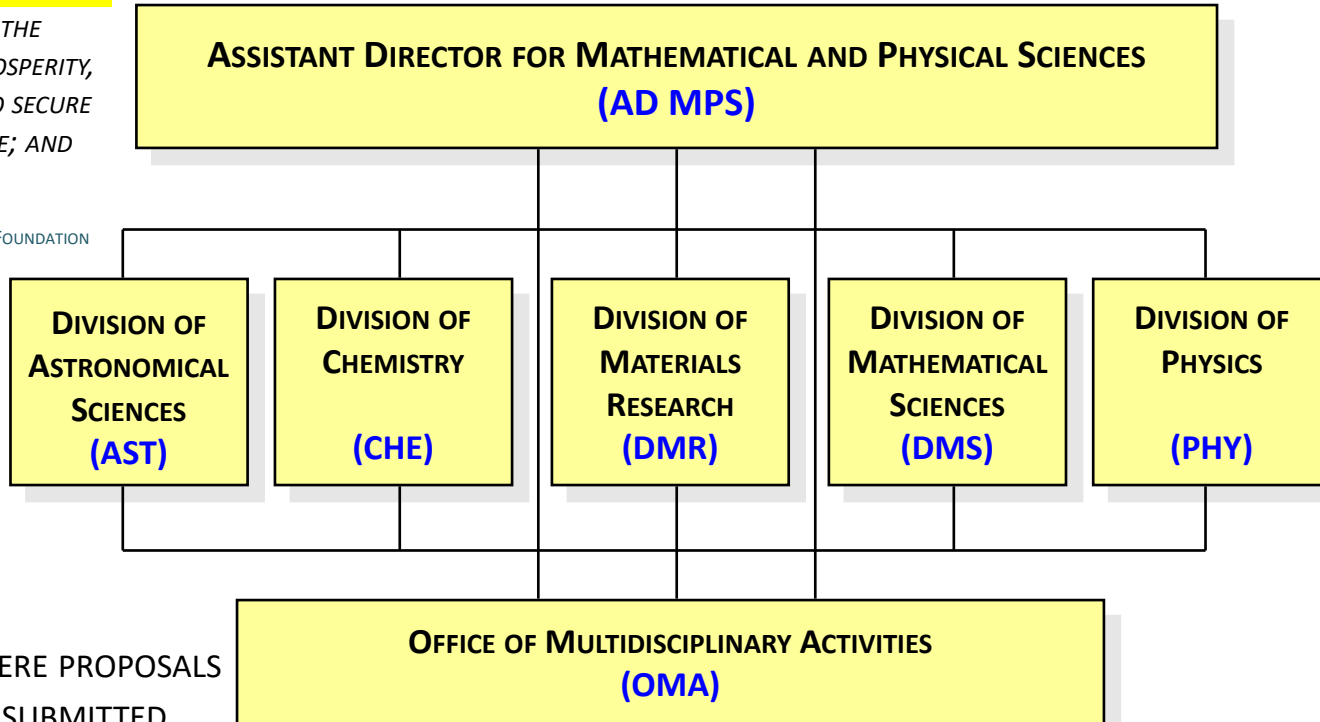 THE
OSPERITY,
O SECURE
E; AND
FOUNDATION
ASSISTANT DIRECTOR FOR MATHEMATICAL AND PHYSICAL SCIENCES
(AD MPS)
DIVISION OF
ASTRONOMICAL
SCIENCES
(AST)
DIVISION OF
CHEMISTRY
(CHE)
DIVISION OF
MATERIALS
RESEARCH
(DMR)
DIVISION OF
MATHEMATICAL
SCIENCES
(DMS)
DIVISION OF
PHYSICS
(PHY)
OFFICE OF MULTIDISCIPLINARY ACTIVITIES
(OMA)
ERE PROPOSALS
SUBMITTED